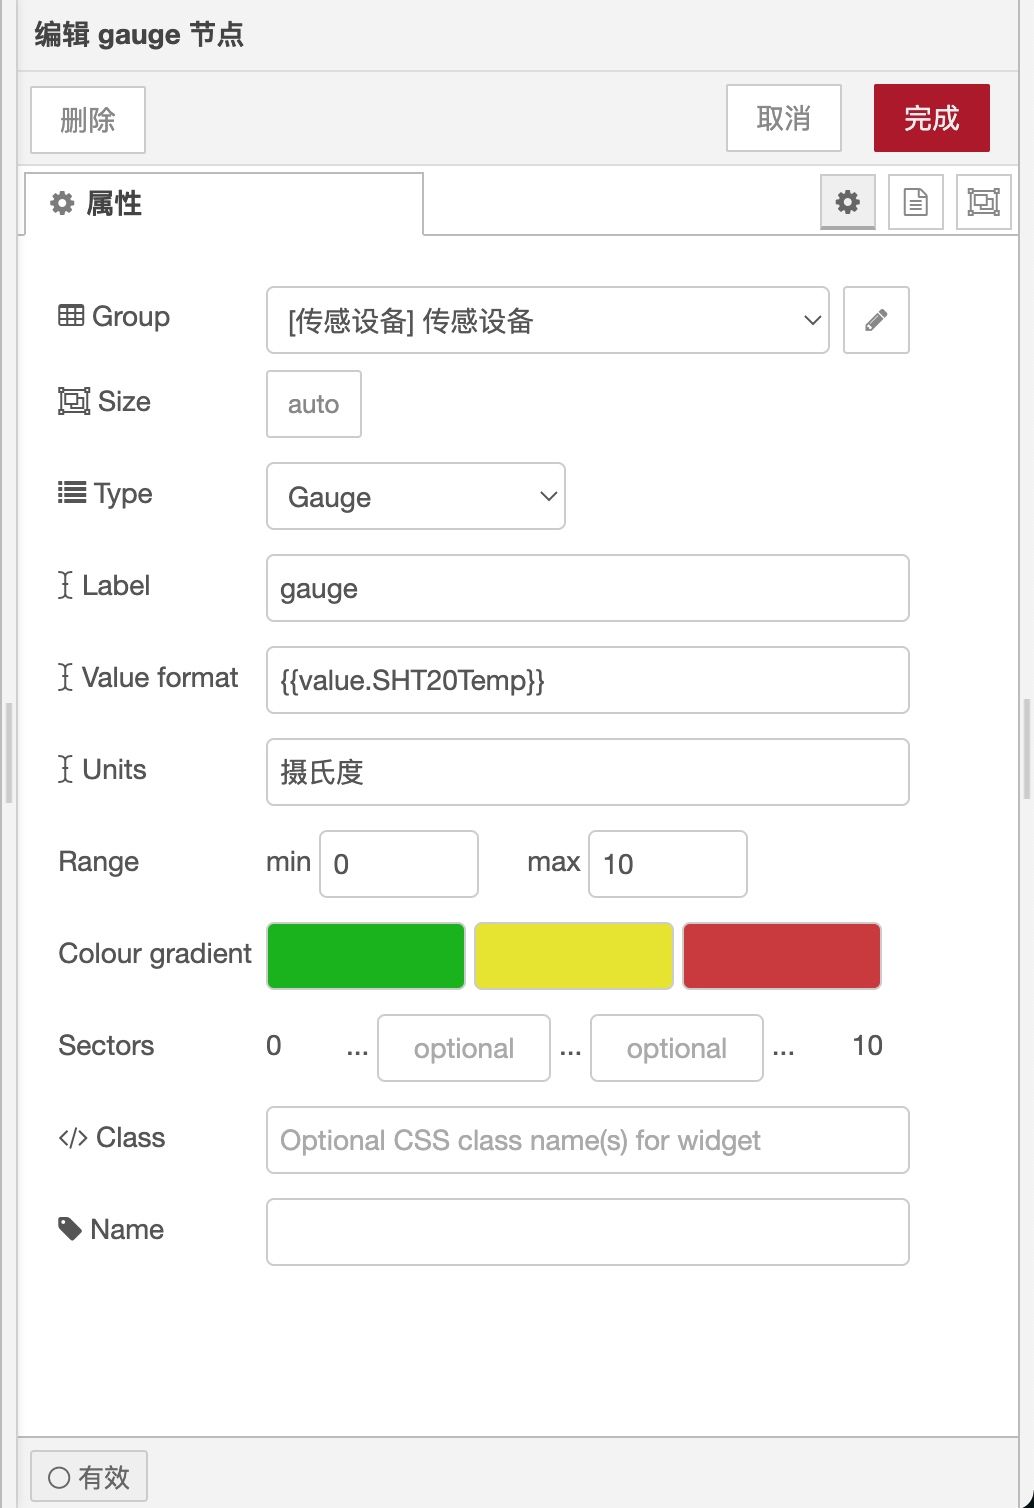 编辑 gauge 节点
删除
取消
完成
属性
Group
[传感设备] 传感设备
Size
auto
Type
Gauge
Label
gauge
Value format
{{value.SHT20Temp}}
Units
摄氏度
Range
min
0
max
10
Colour gradient
Sectors
0 ... optional ... optional ... 10
</> Class
Optional CSS class name(s) for widget
Name
有效